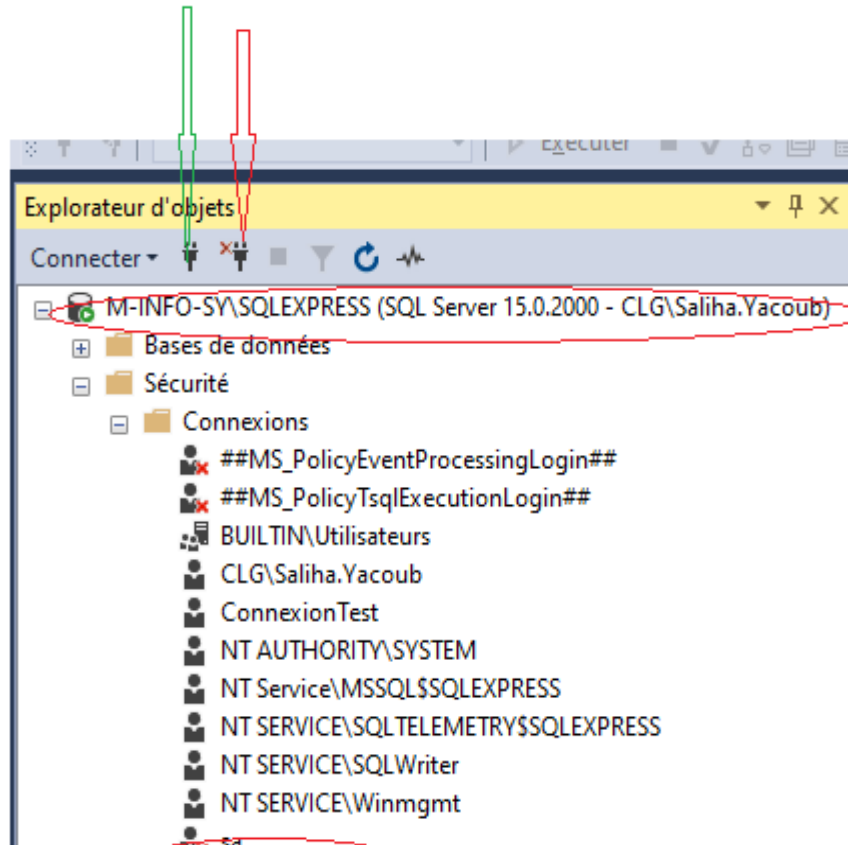 Exécuter
Explorateur d'objets
Connecter
M-INFO-SY\SQLEXPRESS (SQL Server 15.0.2000 - CLG\Saliha.Yacoub)
Bases de données
Sécurité
Connexions
##MS_PolicyEventProcessingLogin##
##MS_PolicyTsqlExecutionLogin##
BUILTIN\Utilisateurs
CLG\Saliha.Yacoub
ConnexionTest
NT AUTHORITY\SYSTEM
NT Service\MSSQL$SQLEXPRESS
NT SERVICE\SQLTELEMETRY$SQLEXPRESS
NT SERVICE\SQLWriter
NT SERVICE\Winmgmt
sa